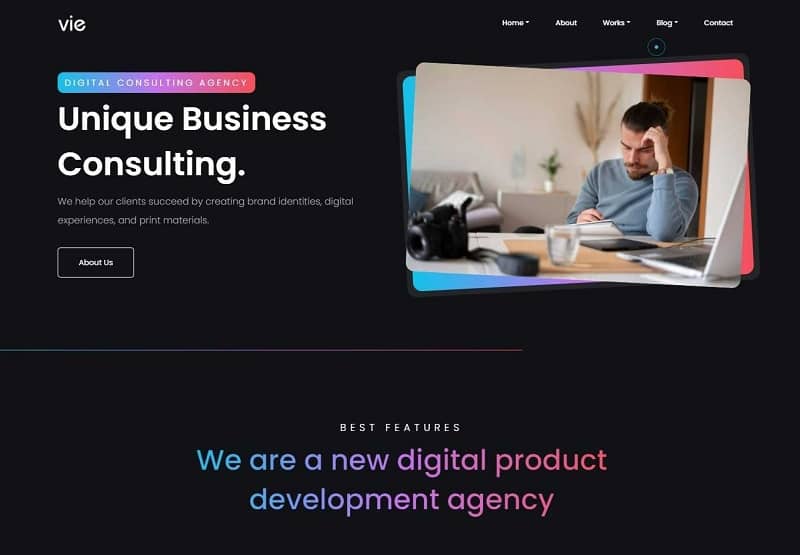 vie
Home
About
Works
Blog
Contact
DIGITAL CONSULTING AGENCY
Unique Business
Consulting.
We help our clients succeed by creating brand identities, digital
experiences, and print materials.
About Us
BEST FEATURES
We are a new digital product
development agency